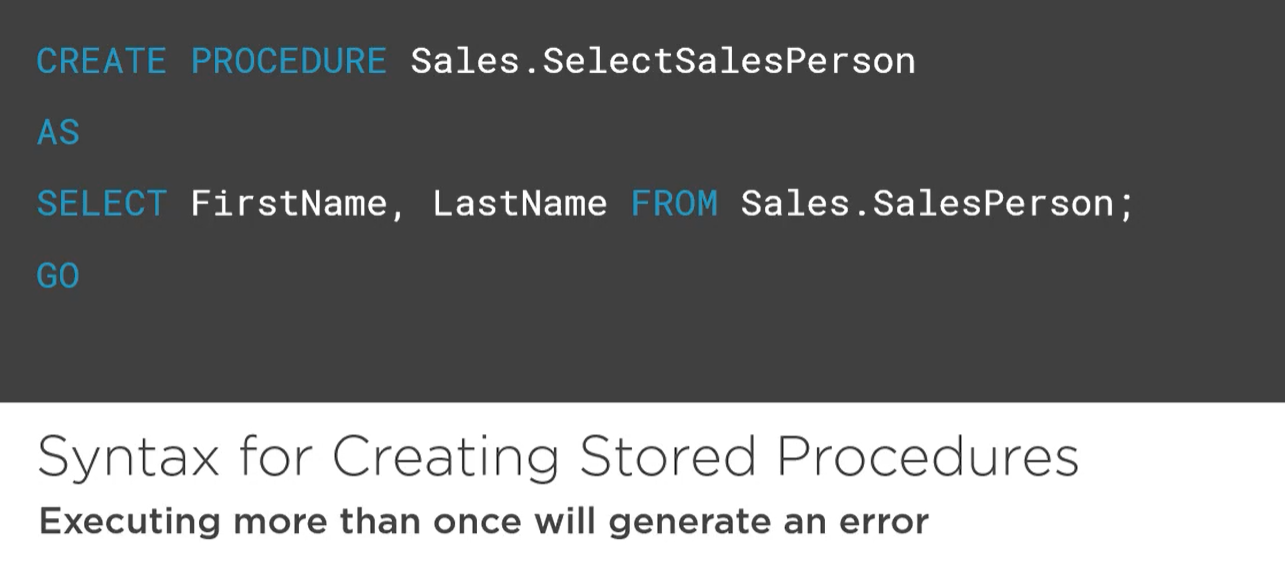 CREATE PROCEDURE Sales.SelectSalesPerson
AS
SELECT FirstName, LastName FROM Sales.SalesPerson;
GO
Syntax for Creating Stored Procedures
Executing more than once will generate an error